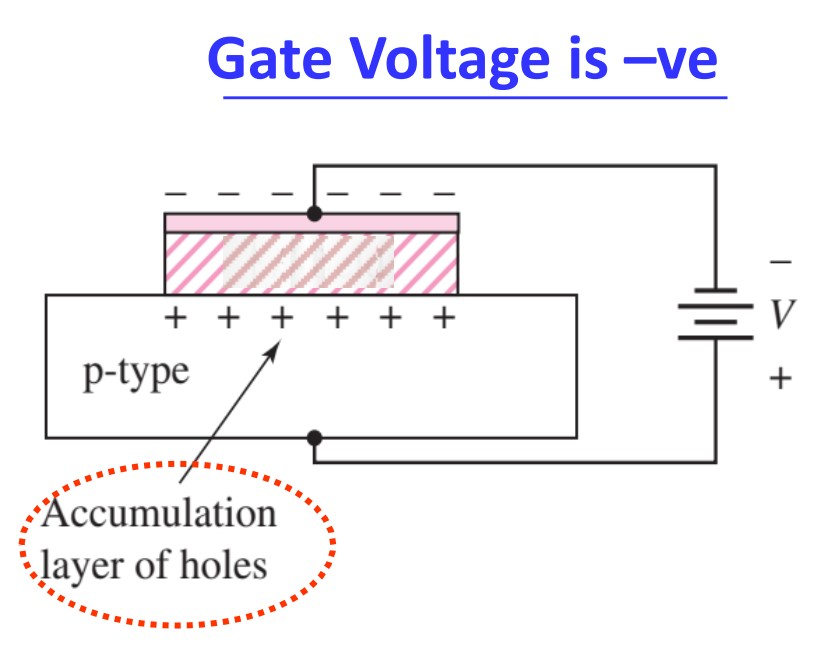 Gate Voltage is –ve
– – – – – –
–
+ + + + + +
V
p-type
+
Accumulation
layer of holes